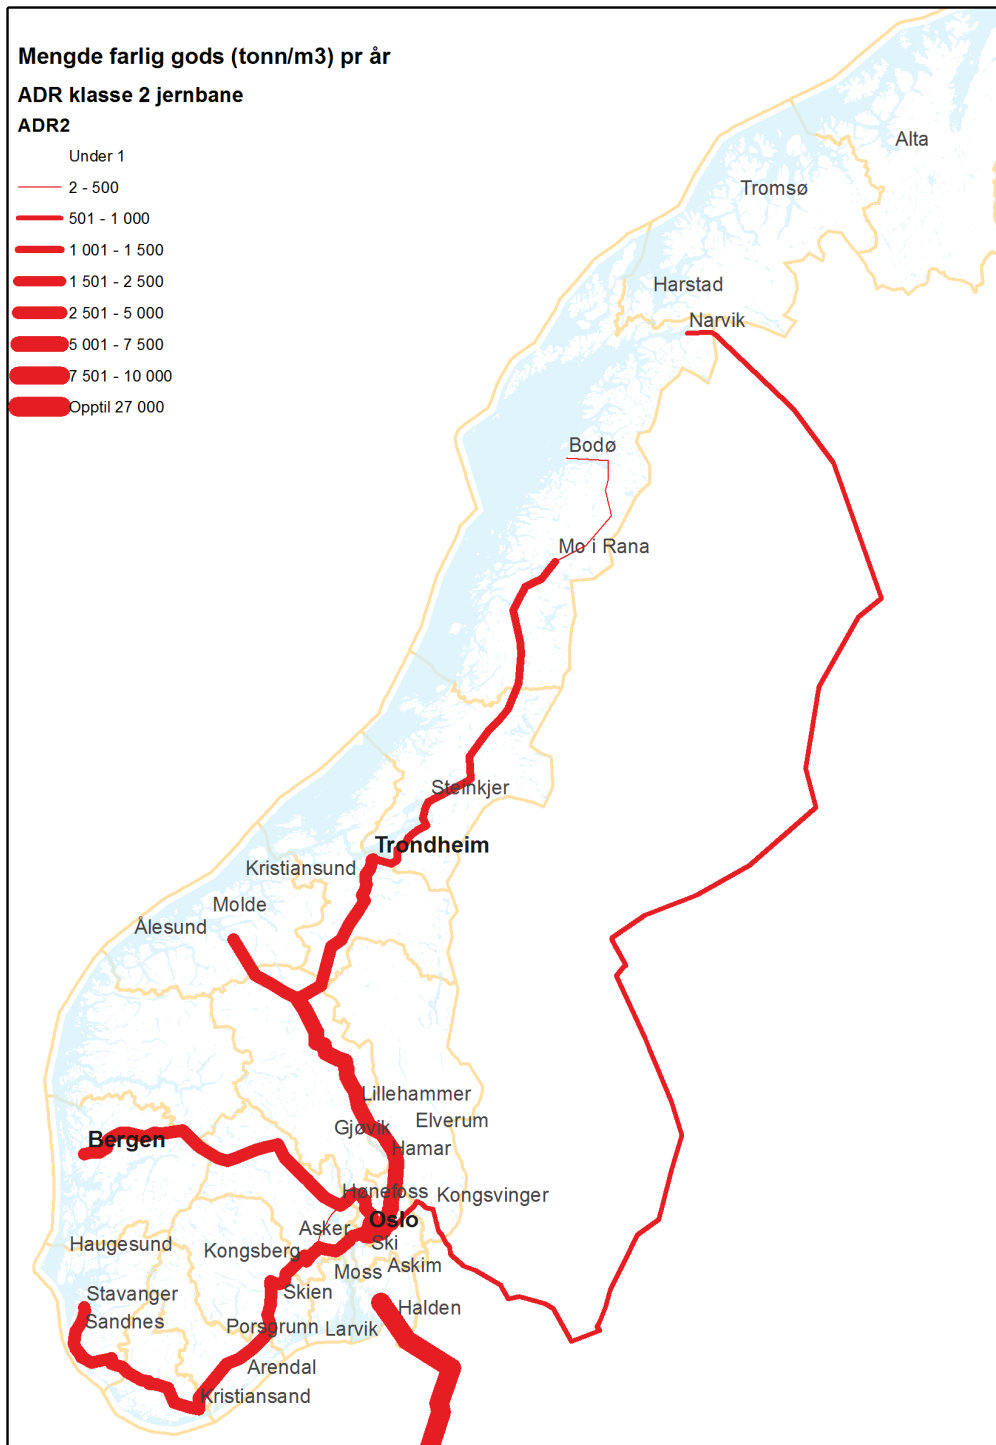 Mengde farlig gods (tonn/m3) pr år
ADR klasse 2 jernbane
ADR2
Under 1
2 - 500
501 - 1 000
1 001 - 1 500
1 501 - 2 500
2 501 - 5 000
5 001 - 7 500
7 501 - 10 000
Opptil 27 000
Alta
Tromsø
Harstad
Narvik
Bodø
Mo i Rana
Steinkjer
Trondheim
Kristiansund
Molde
Ålesund
Lillehammer
Elverum
Gjøvik
Bergen
Hamar
Hønefoss
Kongsvinger
Oslo
Asker
Ski
Haugesund
Kongsberg
Askim
Moss
Stavanger
Skien
Halden
Sandnes
Porsgrunn
Larvik
Arendal
Kristiansand